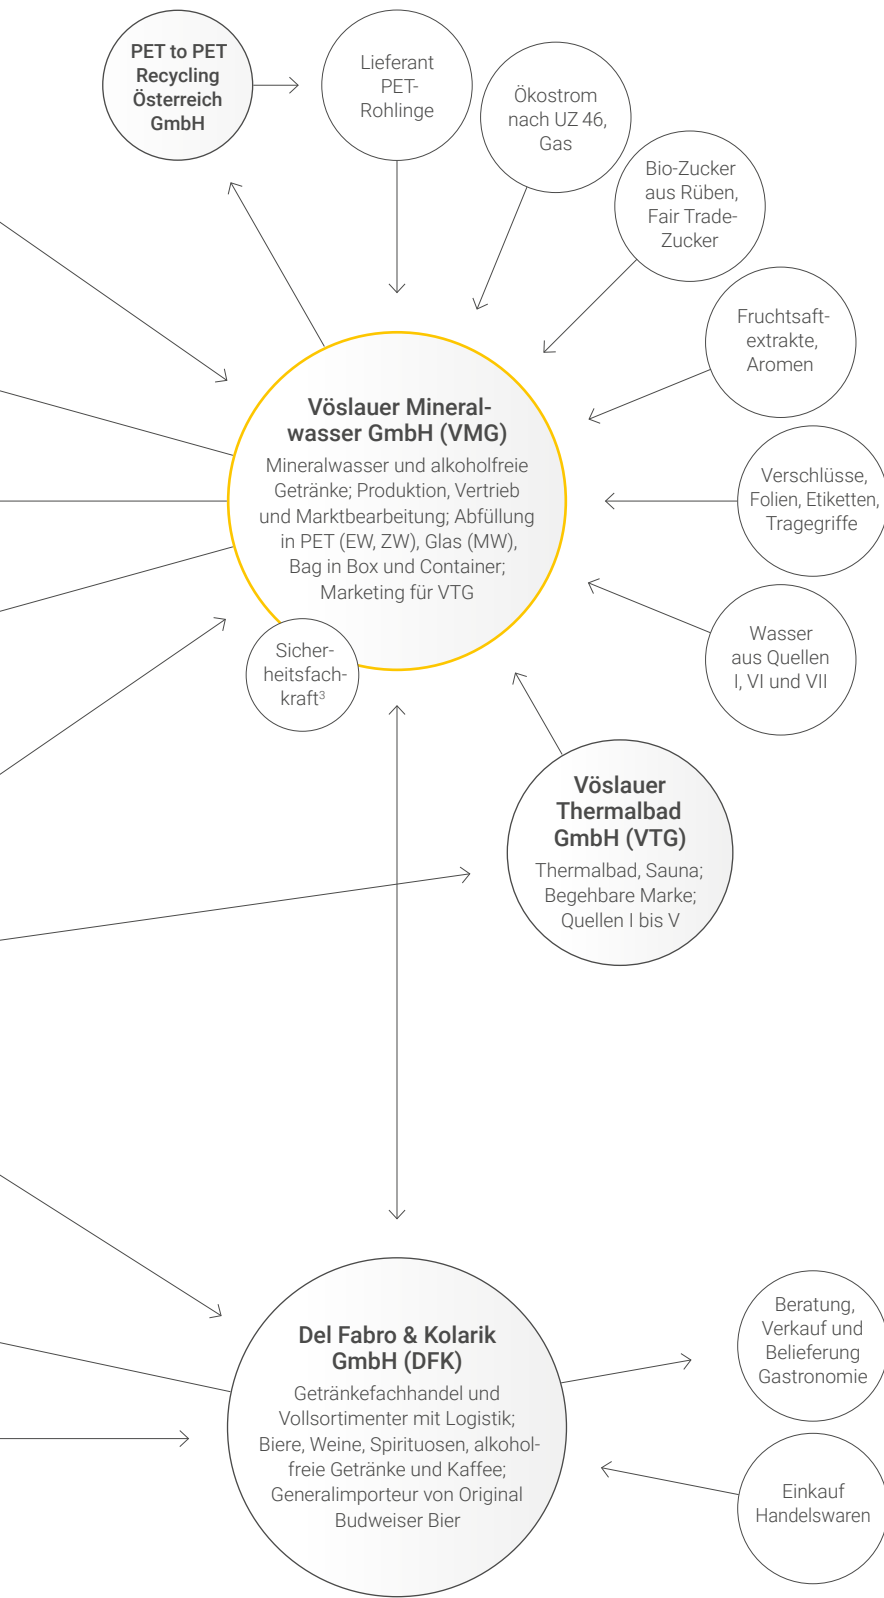 PET to PET
Recycling
Österreich
GmbH
Lieferant
PET-
Rohlinge
Ökostrom
nach UZ 46,
Gas
Bio-Zucker
aus Rüben,
Fair Trade-
Zucker
Fruchtsaft-
extrakte,
Aromen
Vöslauer Mineral-
wasser GmbH (VMG)
Mineralwasser und alkoholfreie
Getränke; Produktion, Vertrieb
und Marktbearbeitung; Abfüllung
in PET (EW, ZW), Glas (MW),
Bag in Box und Container;
Marketing für VTG
Verschlüsse,
Folien, Etiketten,
Tragegriffe
Sicher-
heitsfach-
kraft³
Wasser
aus Quellen
I, VI und VII
Vöslauer
Thermalbad
GmbH (VTG)
Thermalbad, Sauna;
Begehbare Marke;
Quellen I bis V
Del Fabro & Kolarik
GmbH (DFK)
Getränkefachhandel und
Vollsortimenter mit Logistik;
Biere, Weine, Spirituosen, alkohol-
freie Getränke und Kaffee;
Generalimporteur von Original
Budweiser Bier
Beratung,
Verkauf und
Belieferung
Gastronomie
Einkauf
Handelswaren